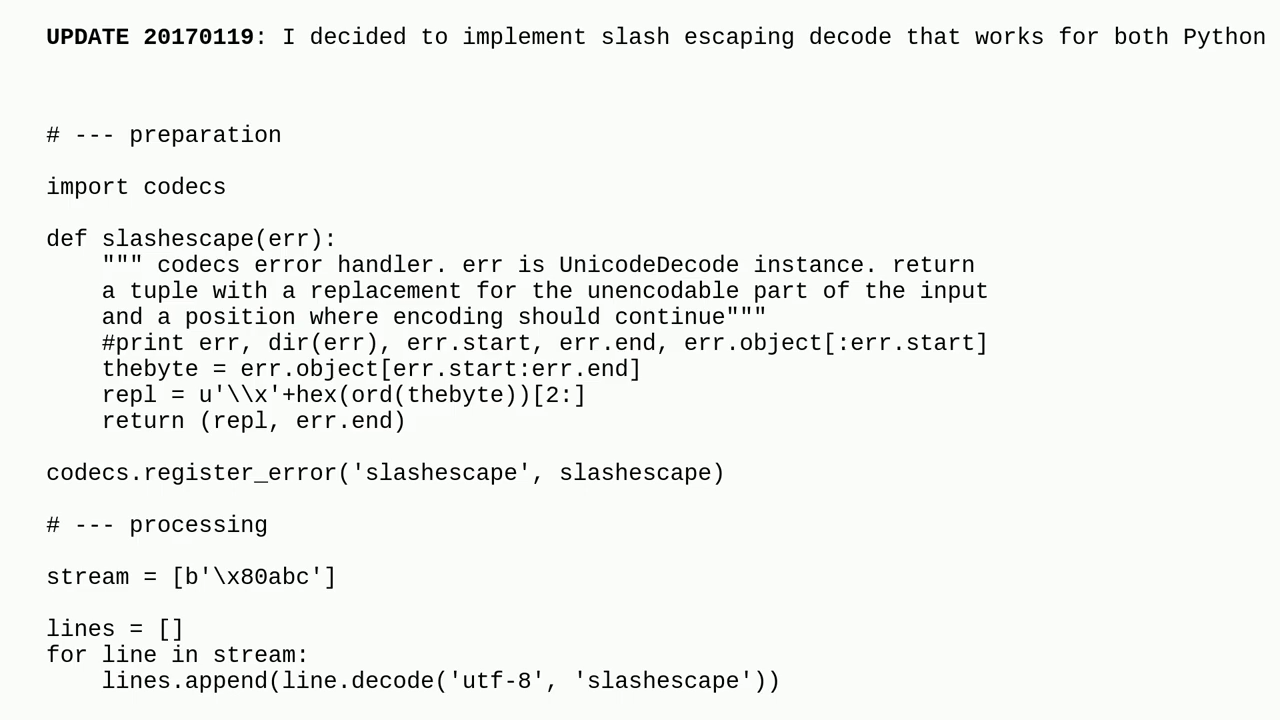 UPDATE 20170119: I decided to implement slash escaping decode that works for both Python
# --- preparation
import codecs
def slashescape(err):
    """ codecs error handler. err is UnicodeDecode instance. return
    a tuple with a replacement for the unencodable part of the input
    and a position where encoding should continue"""
    #print err, dir(err), err.start, err.end, err.object[:err.start]
    thebyte = err.object[err.start:err.end]
    repl = u'\\x'+hex(ord(thebyte))[2:]
    return (repl, err.end)
codecs.register_error('slashescape', slashescape)
# --- processing
stream = [b'\x80abc']
lines = []
for line in stream:
    lines.append(line.decode('utf-8', 'slashescape'))